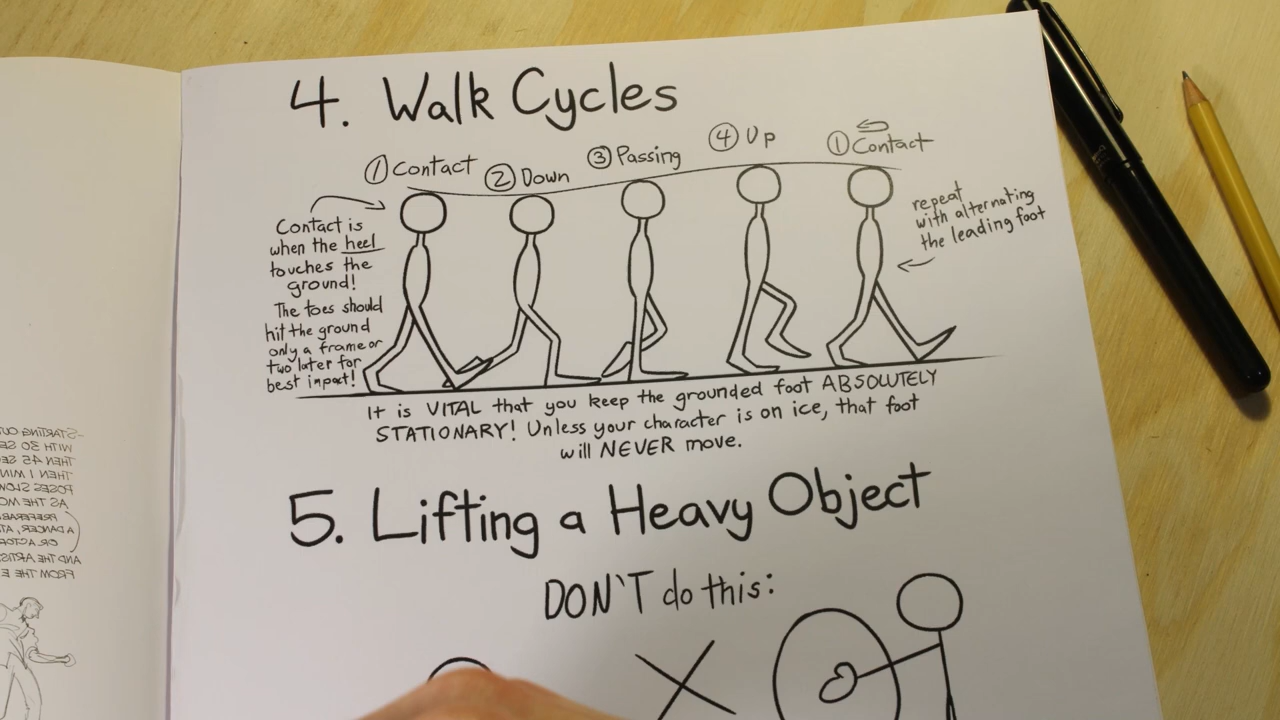 4. Walk Cycles
① Contact
② Down
③ Passing
④ Up
① Contact
Contact is
when the heel
touches the
ground!
The toes should
hit the ground
only a frame or
two later for
best impact!
repeat
with alternating
the leading foot
It is VITAL that you keep the grounded foot ABSOLUTELY
STATIONARY! Unless your character is on ice, that foot
will NEVER move.
5. Lifting a Heavy Object
DON'T do this: